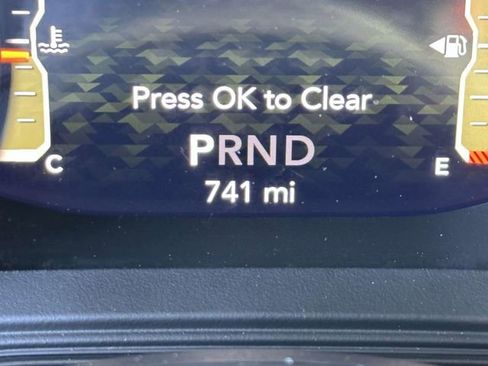 Press OK to Clear
PRND
C
E
741 mi